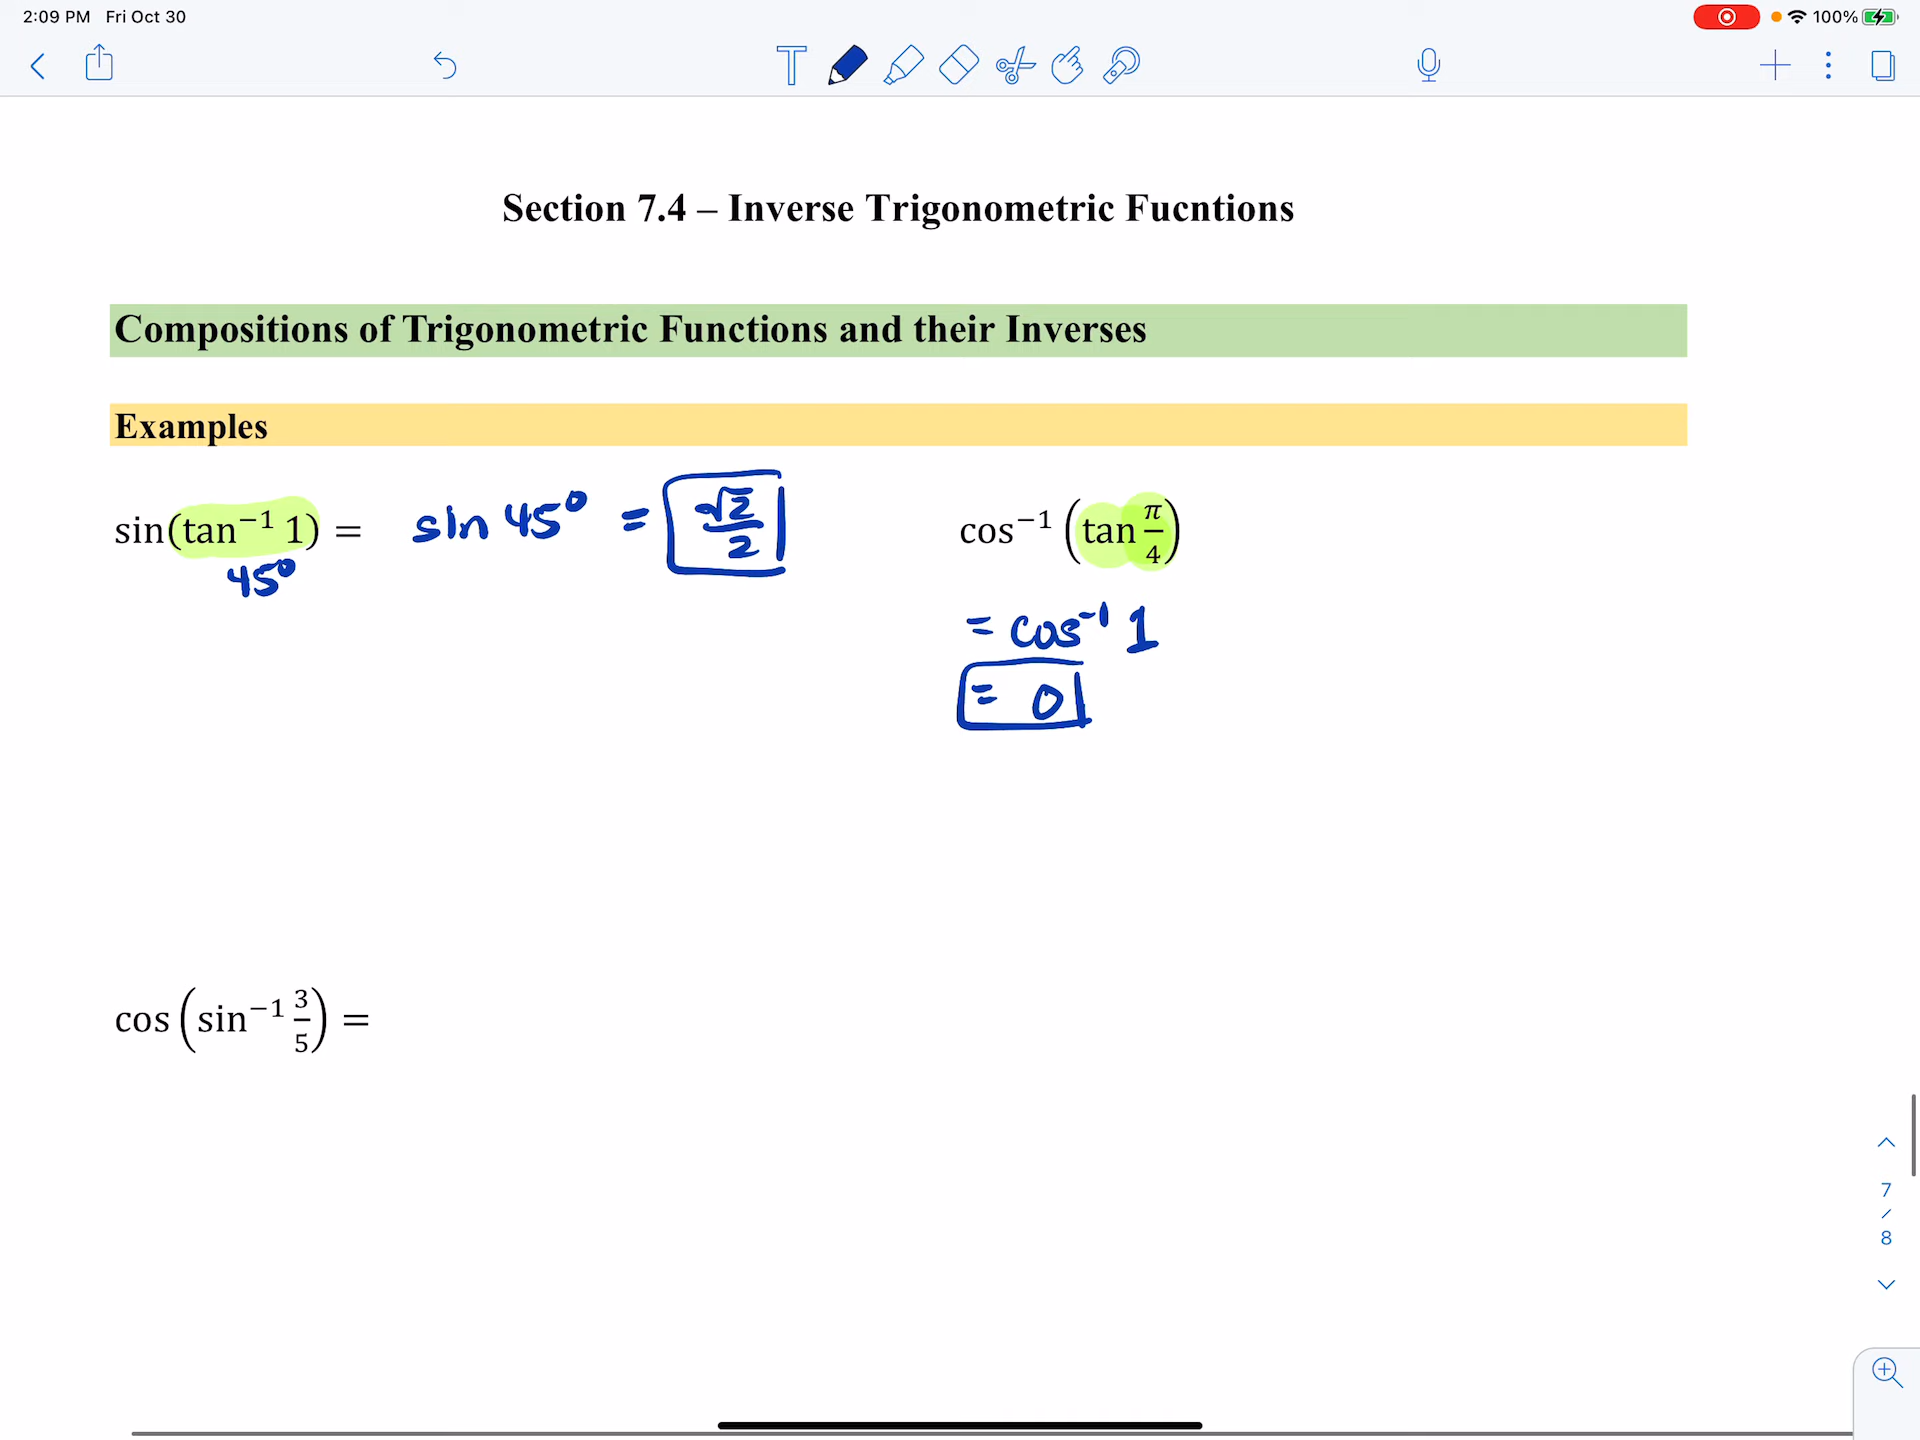 2:09 PM Fri Oct 30
100%
T
Section 7.4 – Inverse Trigonometric Fucntions
Compositions of Trigonometric Functions and their Inverses
Examples
sin(tan⁻¹ 1) = sin 45° = √2/2
45°
cos⁻¹ (tan π/4)
= cos⁻¹ 1
= 0
cos (sin⁻¹ 3/5) =
7
/
8